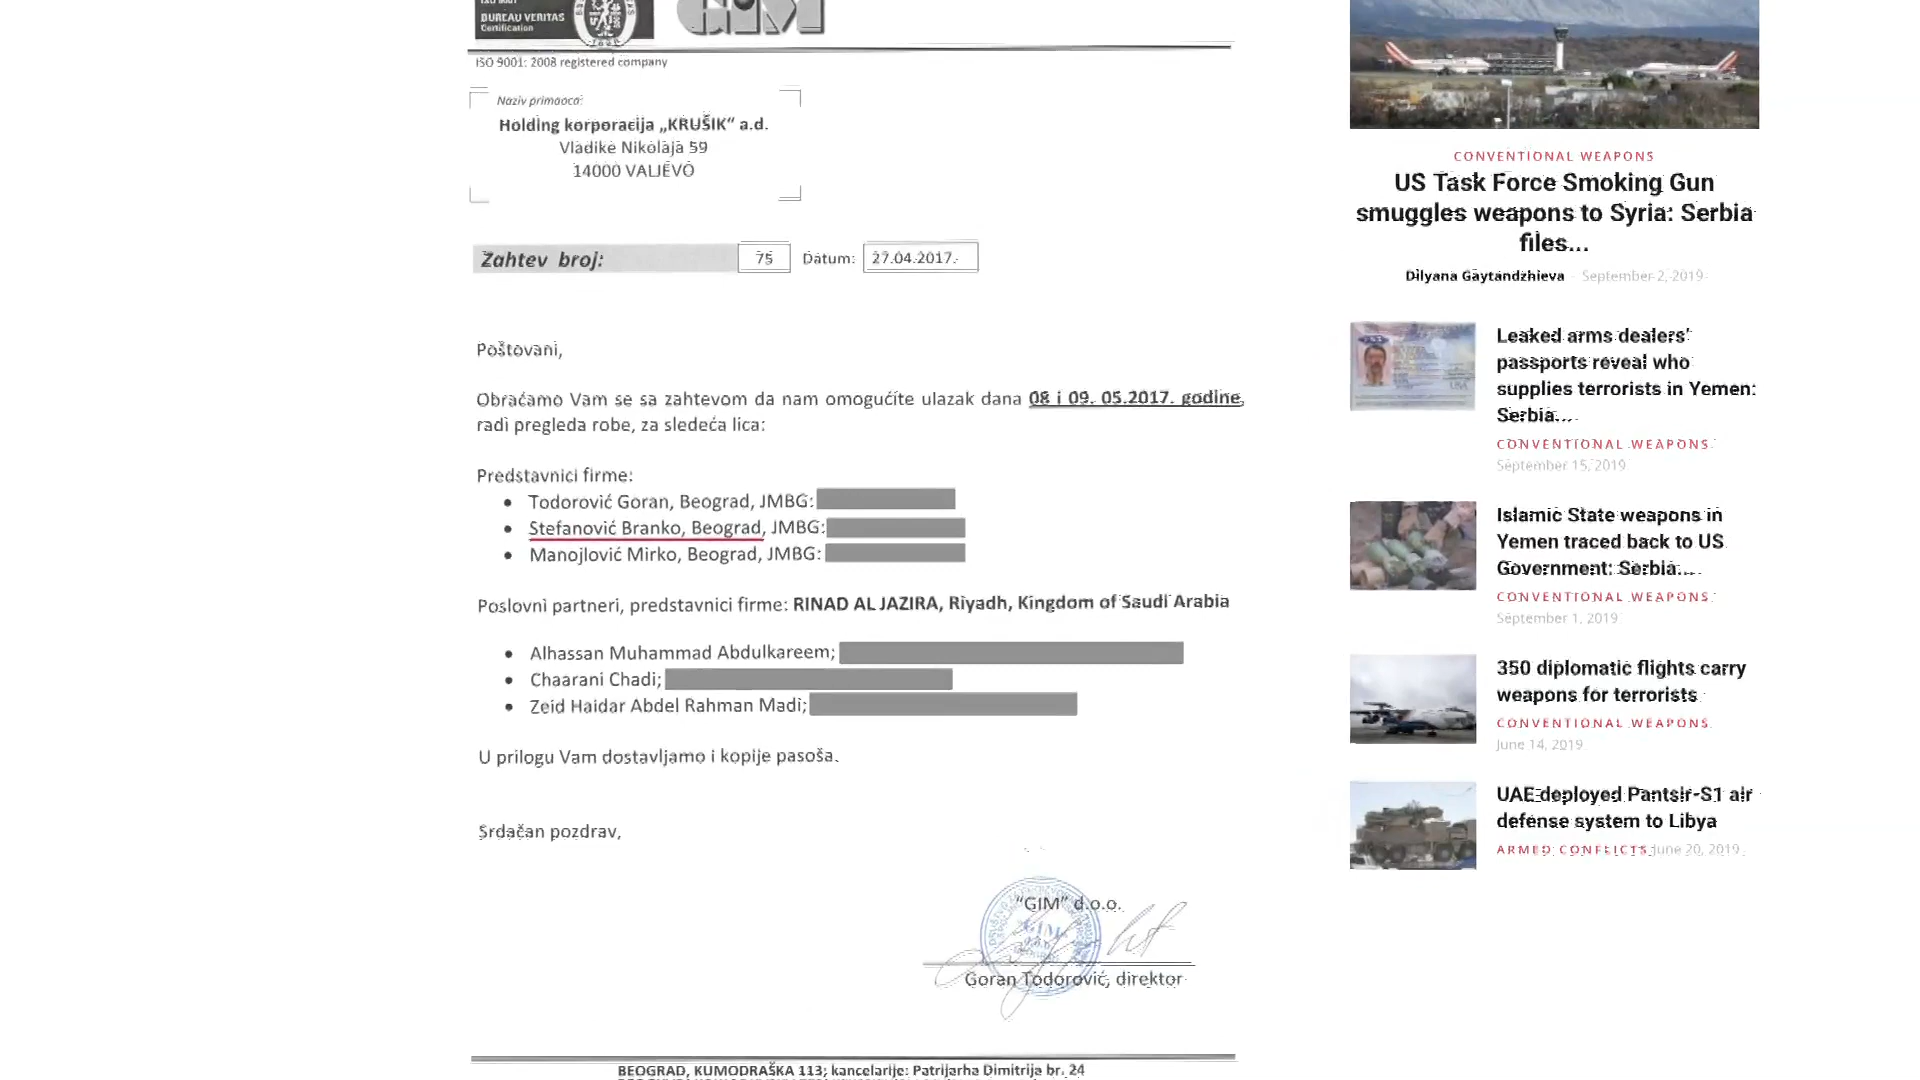 ISO 9001
BUREAU VERITAS
Certification
GIM
ISO 9001: 2008 registered company
Naziv primaoca:
Holding korporacija „KRUŠIK“ a.d.
Vladike Nikolaja 59
14000 VALJEVO
Zahtev broj: 75 Datum: 27.04.2017.
Poštovani,
Obraćamo Vam se sa zahtevom da nam omogućite ulazak dana 08 i 09. 05.2017. godine,
radi pregleda robe, za sledeća lica:
Predstavnici firme:
• Todorović Goran, Beograd, JMBG:
• Stefanović Branko, Beograd, JMBG:
• Manojlović Mirko, Beograd, JMBG:
Poslovni partneri, predstavnici firme: RINAD AL JAZIRA, Riyadh, Kingdom of Saudi Arabia
• Alhassan Muhammad Abdulkareem;
• Chaarani Chadi;
• Zeid Haidar Abdel Rahman Madi;
U prilogu Vam dostavljamo i kopije pasoša.
Srdačan pozdrav,
“GIM” d.o.o.
Goran Todorović, direktor
BEOGRAD, KUMODRAŠKA 113; kancelarije: Patrijarha Dimitrija br. 24
CONVENTIONAL WEAPONS
US Task Force Smoking Gun
smuggles weapons to Syria: Serbia
files...
Dilyana Gaytandzhieva - September 2, 2019
Leaked arms dealers’
passports reveal who
supplies terrorists in Yemen:
Serbia...
CONVENTIONAL WEAPONS
September 15, 2019
Islamic State weapons in
Yemen traced back to US
Government: Serbia...
CONVENTIONAL WEAPONS
September 1, 2019
350 diplomatic flights carry
weapons for terrorists
CONVENTIONAL WEAPONS
June 14, 2019
UAE deployed Pantsir-S1 air
defense system to Libya
ARMED CONFLICTS June 20, 2019